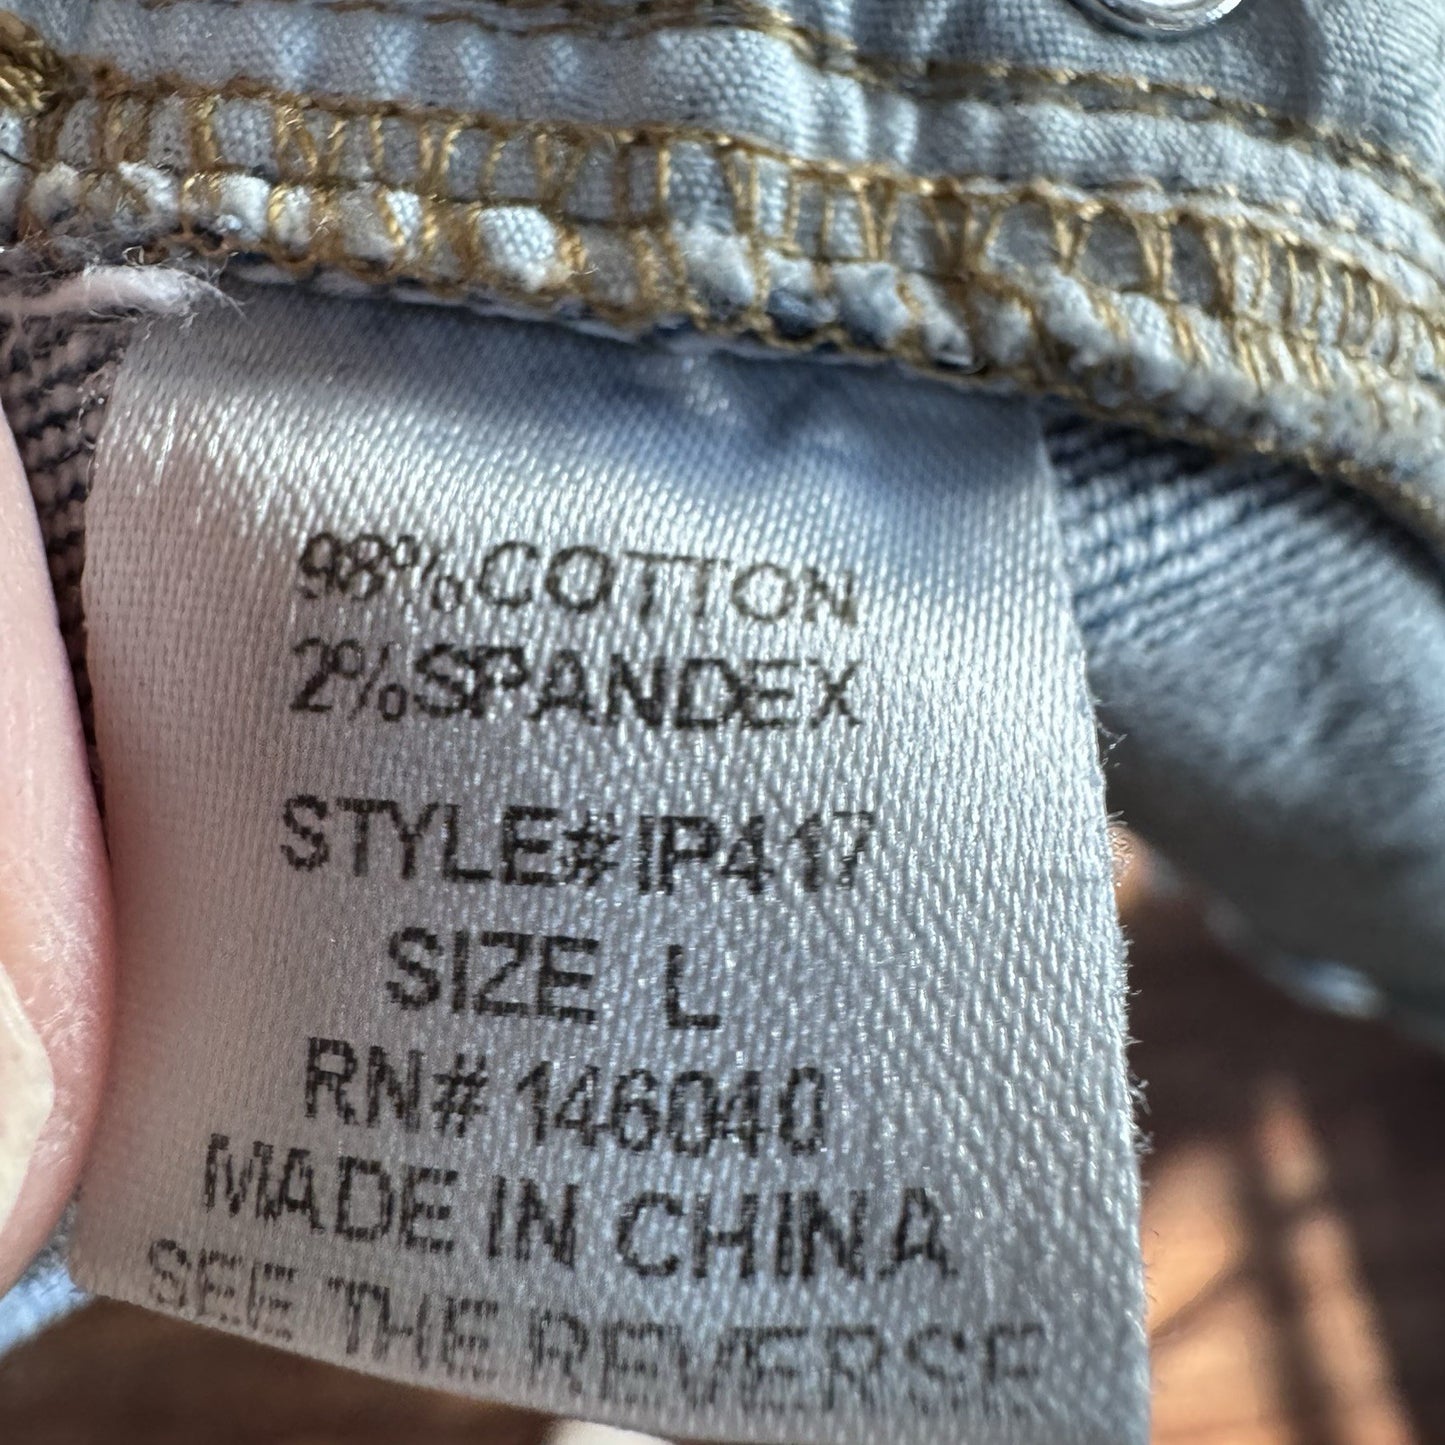 98%COTTON
2%SPANDEX
STYLE#IP417
SIZE L
RN# 146040
MADE IN CHINA
SEE THE REVERSE